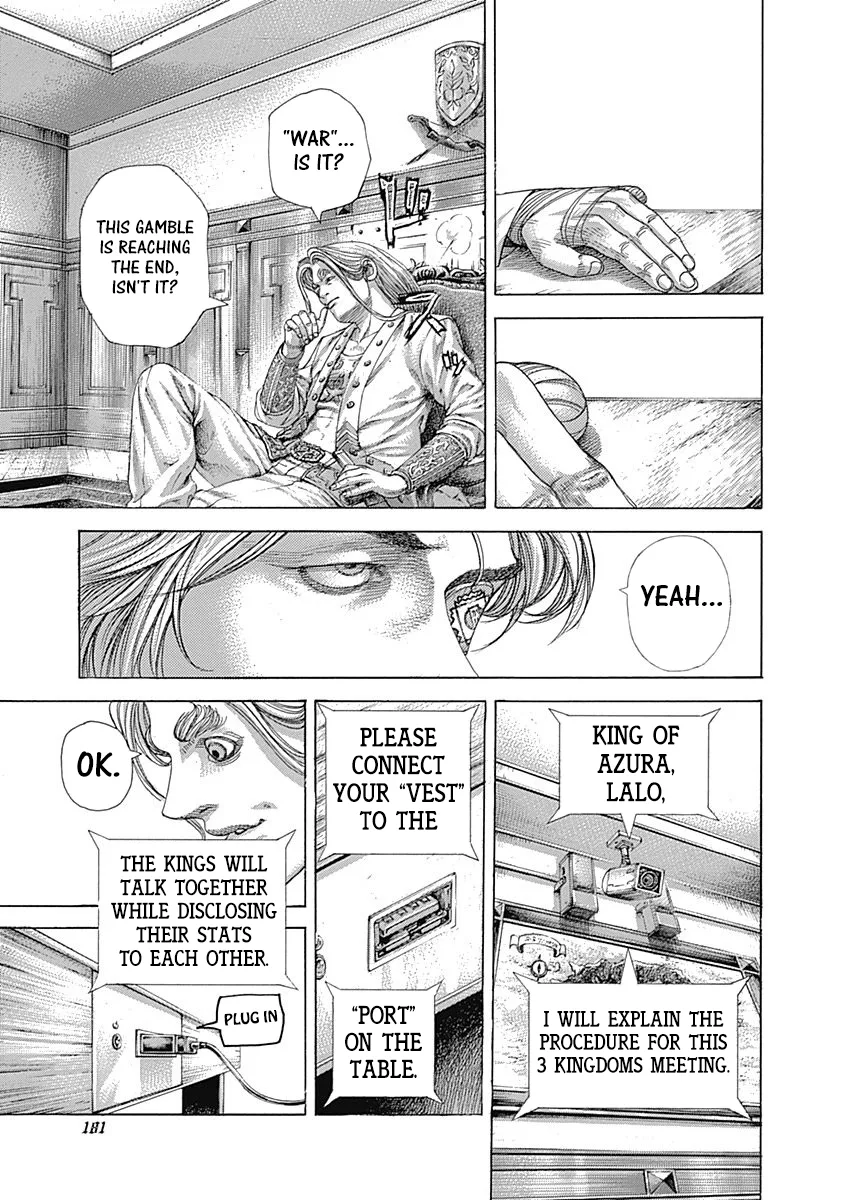 "WAR"...
IS IT?
THIS GAMBLE
IS REACHING
THE END,
ISN'T IT?
YEAH...
KING OF
AZURA,
LALO,
I WILL EXPLAIN THE
PROCEDURE FOR THIS
3 KINGDOMS MEETING.
PLEASE
CONNECT
YOUR "VEST"
TO THE
"PORT"
ON THE
TABLE.
OK.
THE KINGS WILL
TALK TOGETHER
WHILE DISCLOSING
THEIR STATS
TO EACH OTHER.
PLUG IN
181